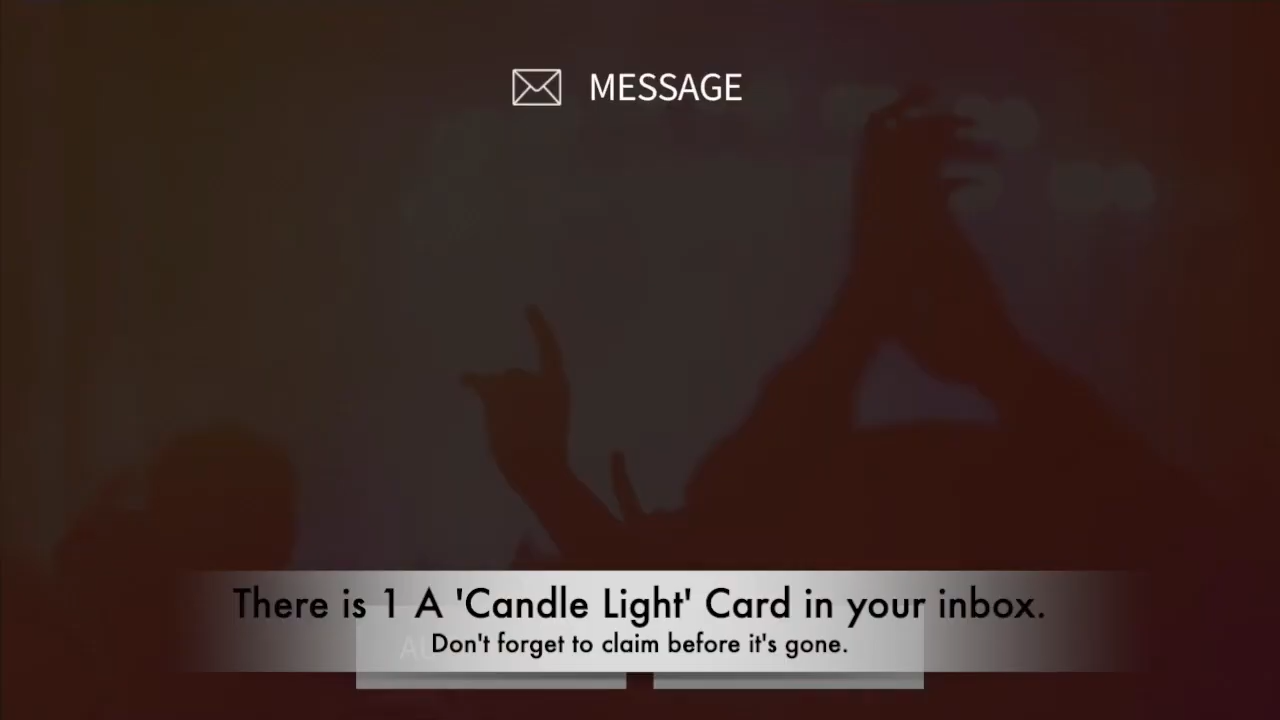 MESSAGE
There is 1 A 'Candle Light' Card in your inbox.
Don't forget to claim before it's gone.